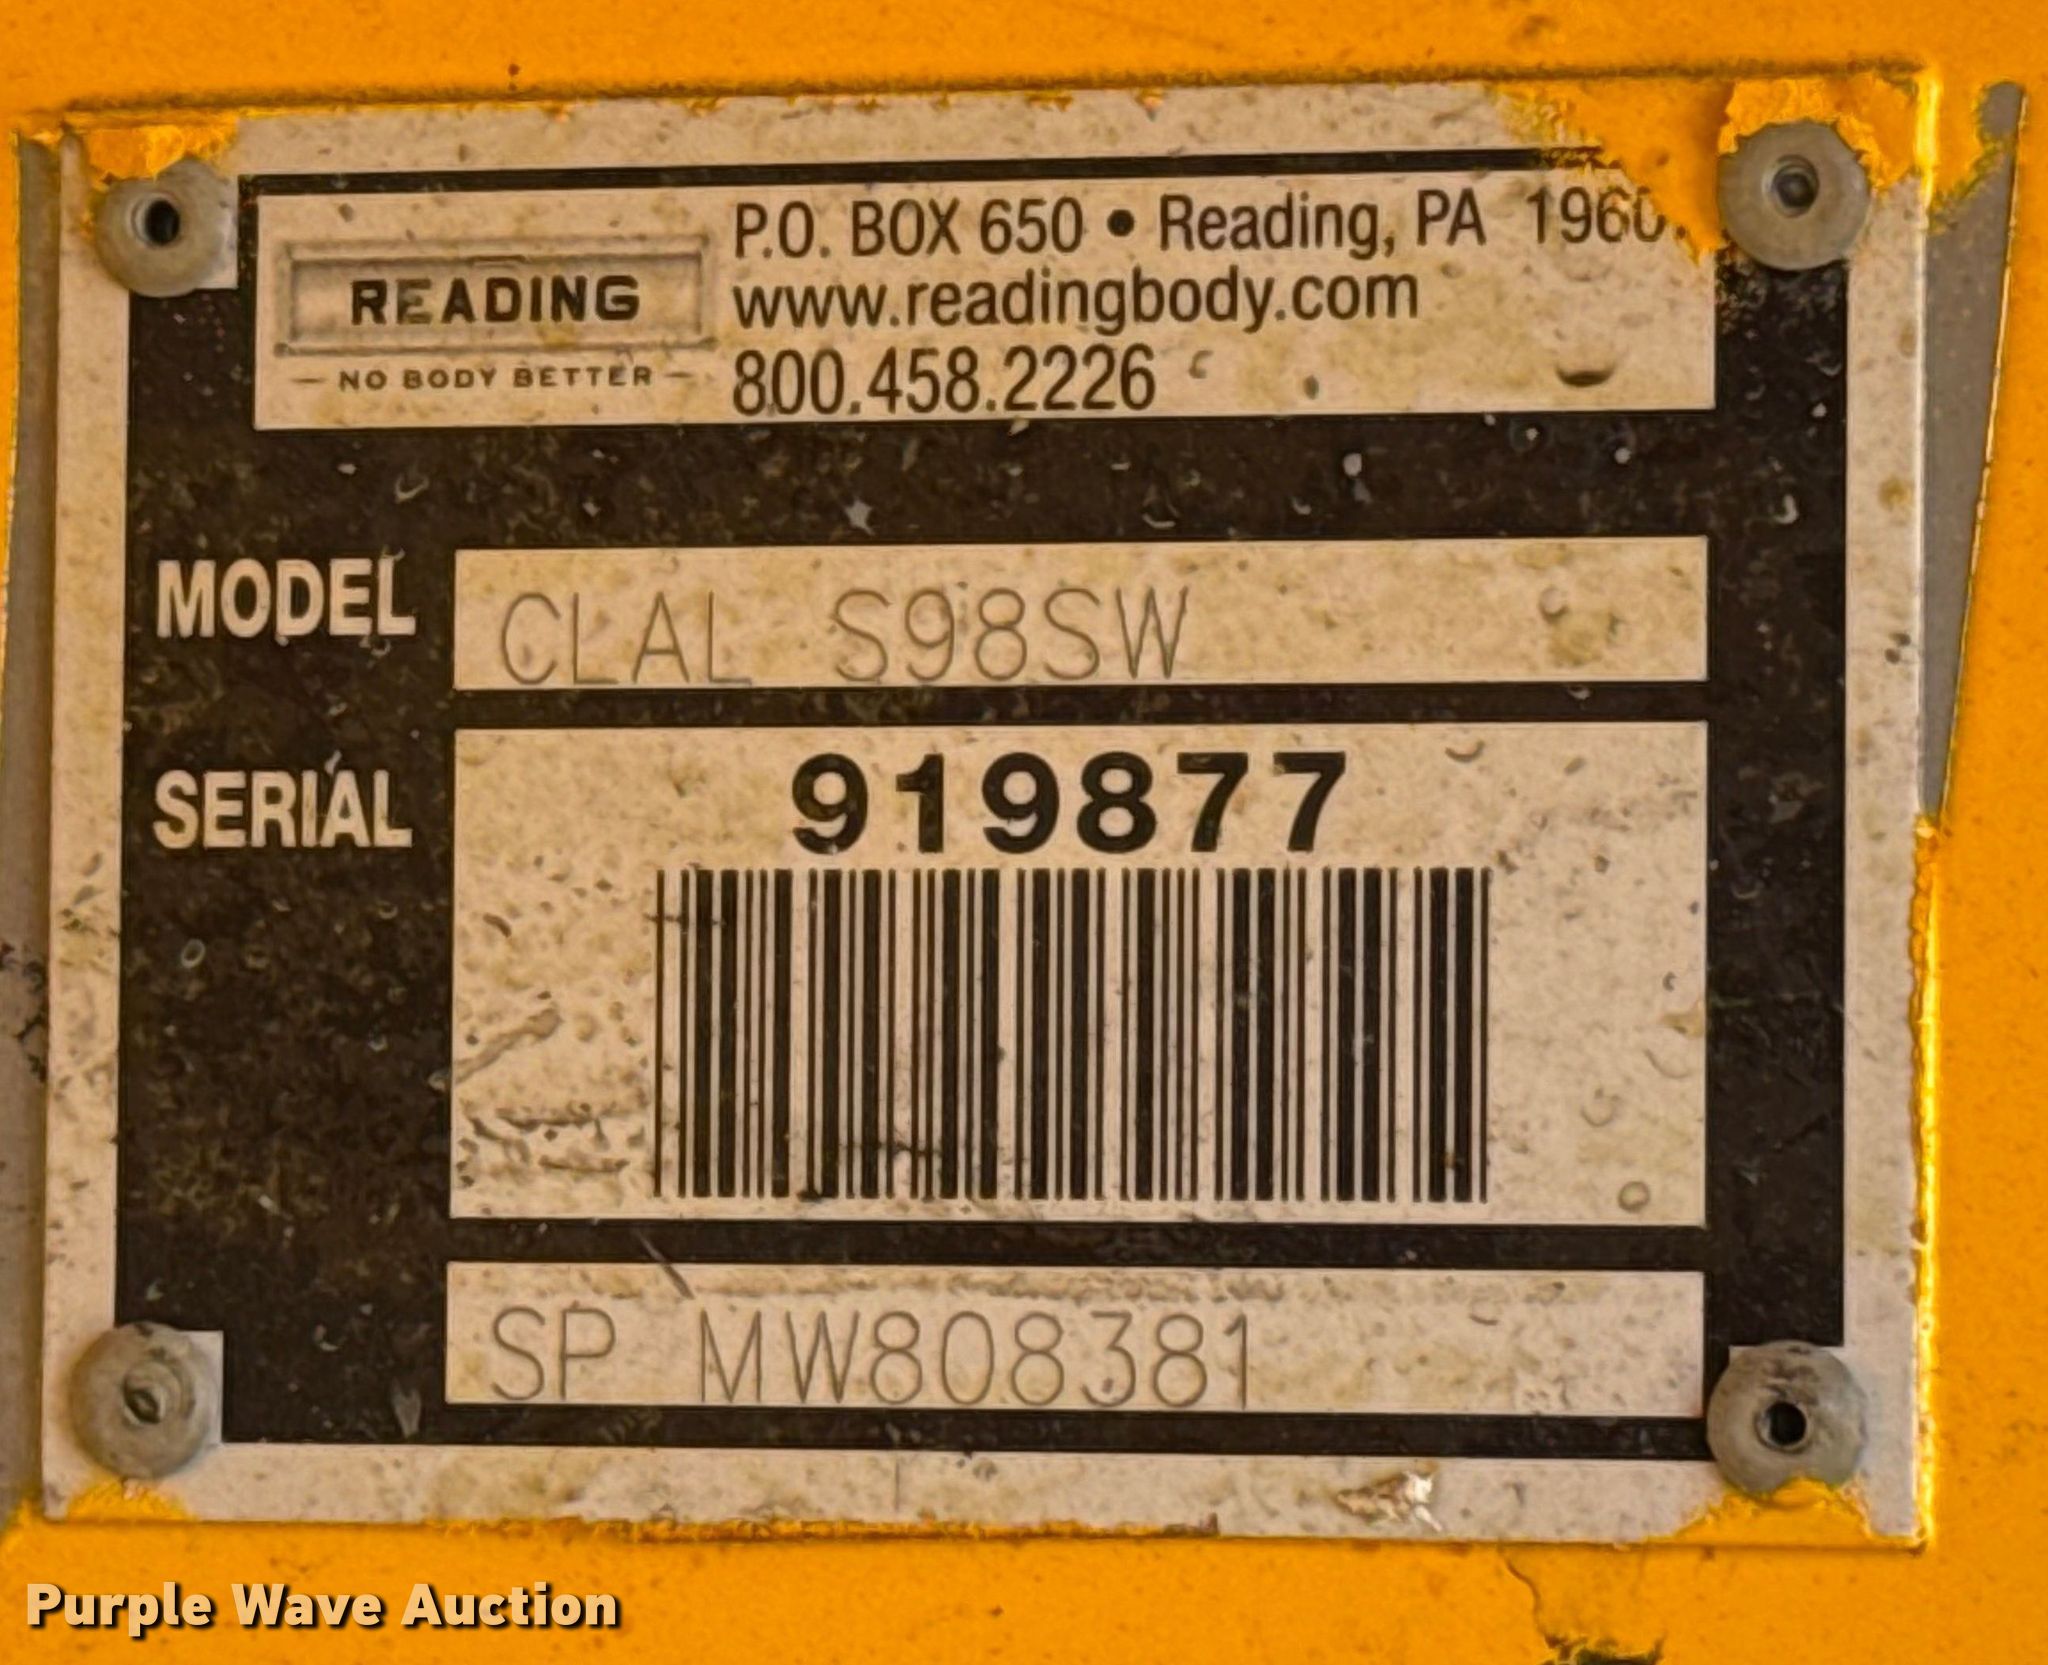 READING
NO BODY BETTER
P.O. BOX 650 • Reading, PA
www.readingbody.com
800.458.2226
MODEL
CLAL S98SW
SERIAL
919877
SP MW808381
Purple Wave Auction